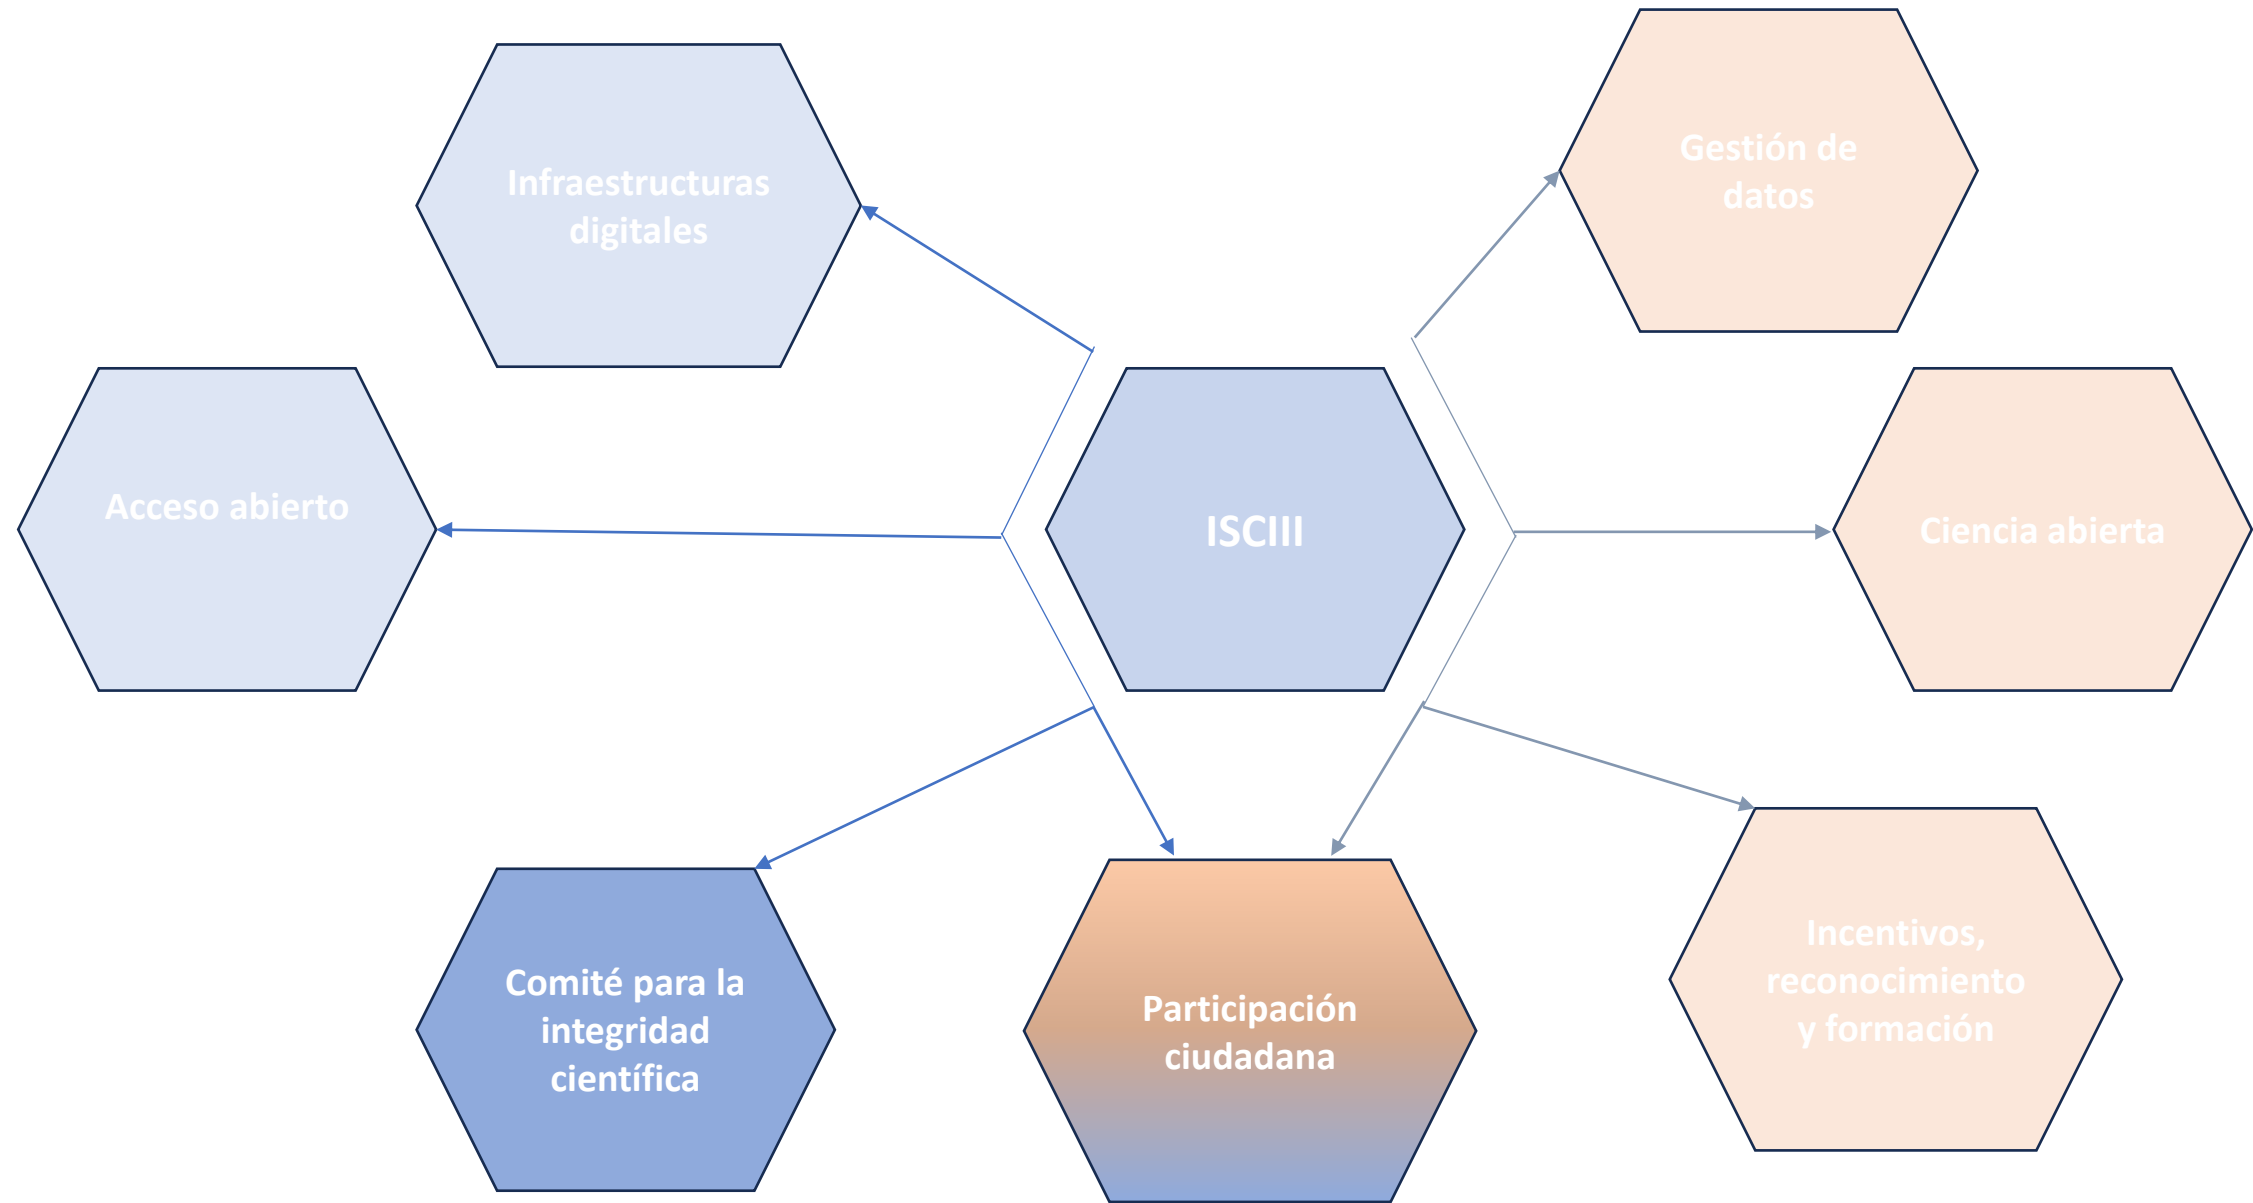 Infraestructuras
digitales
Gestión de
datos
Acceso abierto
ISCIII
Ciencia abierta
Comité para la
integridad
científica
Participación
ciudadana
Incentivos,
reconocimiento
y formación